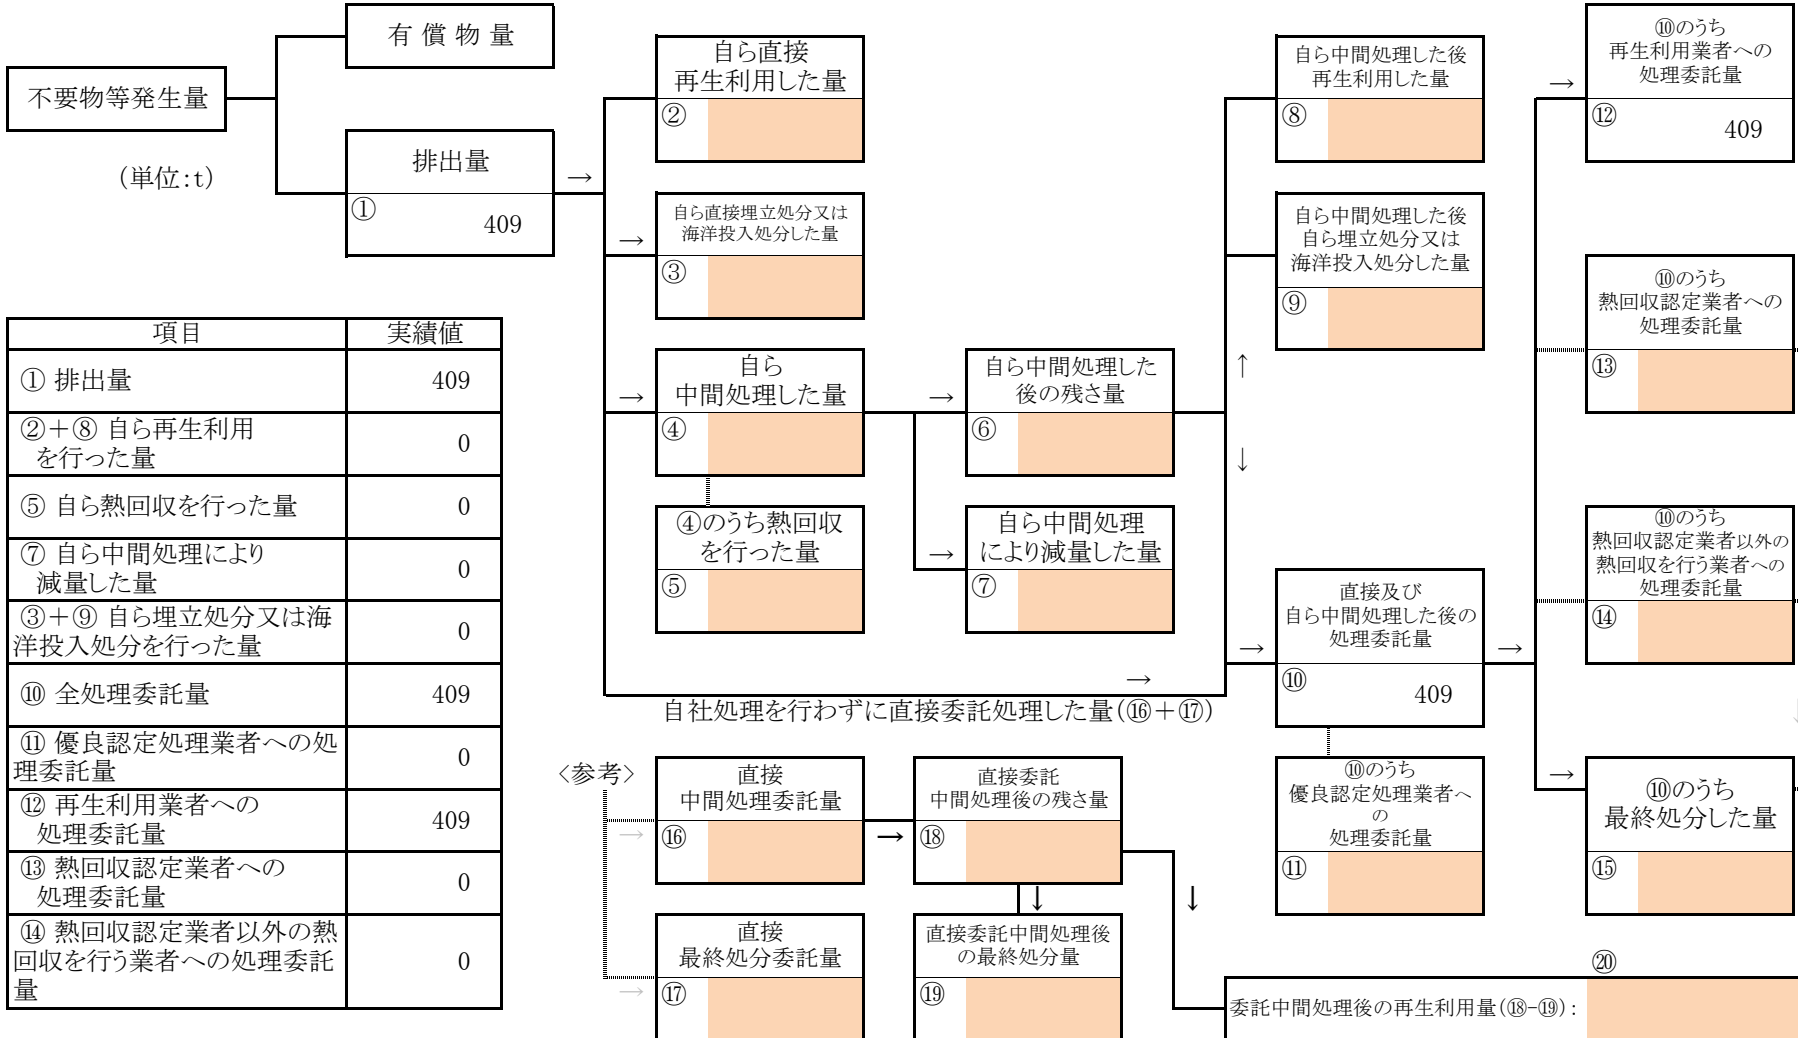 有 償 物 量
不要物等発生量
（単位：t）
排出量
①
409
→
自ら直接
再生利用した量
②
→
自ら直接埋立処分又は
海洋投入処分した量
③
→
自ら
中間処理した量
④
④のうち熱回収
を行った量
⑤
→
自ら中間処理した
後の残さ量
⑥
→
自ら中間処理
により減量した量
⑦
自ら中間処理した後
再生利用した量
⑧
自ら中間処理した後
自ら埋立処分又は
海洋投入処分した量
⑨
↑
↓
→
自社処理を行わずに直接委託処理した量（⑯＋⑰）
→
直接及び
自ら中間処理した後の
処理委託量
⑩
409
→
⑩のうち
優良認定処理業者へ
の
処理委託量
⑪
→
⑩のうち
再生利用業者への
処理委託量
⑫
409
⑩のうち
熱回収認定業者への
処理委託量
⑬
⑩のうち
熱回収認定業者以外の
熱回収を行う業者への
処理委託量
⑭
↓
→
⑩のうち
最終処分した量
⑮
項目 実績値
① 排出量 409
②＋⑧ 自ら再生利用
を行った量 0
⑤ 自ら熱回収を行った量 0
⑦ 自ら中間処理により
減量した量 0
③＋⑨ 自ら埋立処分又は海
洋投入処分を行った量 0
⑩ 全処理委託量 409
⑪ 優良認定処理業者への処
理委託量 0
⑫ 再生利用業者への
処理委託量 409
⑬ 熱回収認定業者への
処理委託量 0
⑭ 熱回収認定業者以外の熱
回収を行う業者への処理委託
量 0
＜参考＞
→
直接
中間処理委託量
⑯
→
直接委託
中間処理後の残さ量
⑱
↓
↓
→
直接
最終処分委託量
⑰
直接委託中間処理後
の最終処分量
⑲
⑳
委託中間処理後の再生利用量（⑱-⑲）：